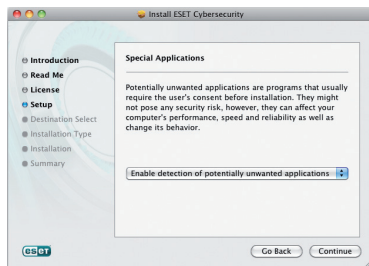 Install ESET Cybersecurity
Introduction
Read Me
License
Setup
Destination Select
Installation Type
Installation
Summary
Special Applications
Potentially unwanted applications are programs that usually
require the user's consent before installation. They might
not pose any security risk, however, they can affect your
computer's performance, speed and reliability as well as
change its behavior.
Enable detection of potentially unwanted applications
eset
Go Back
Continue